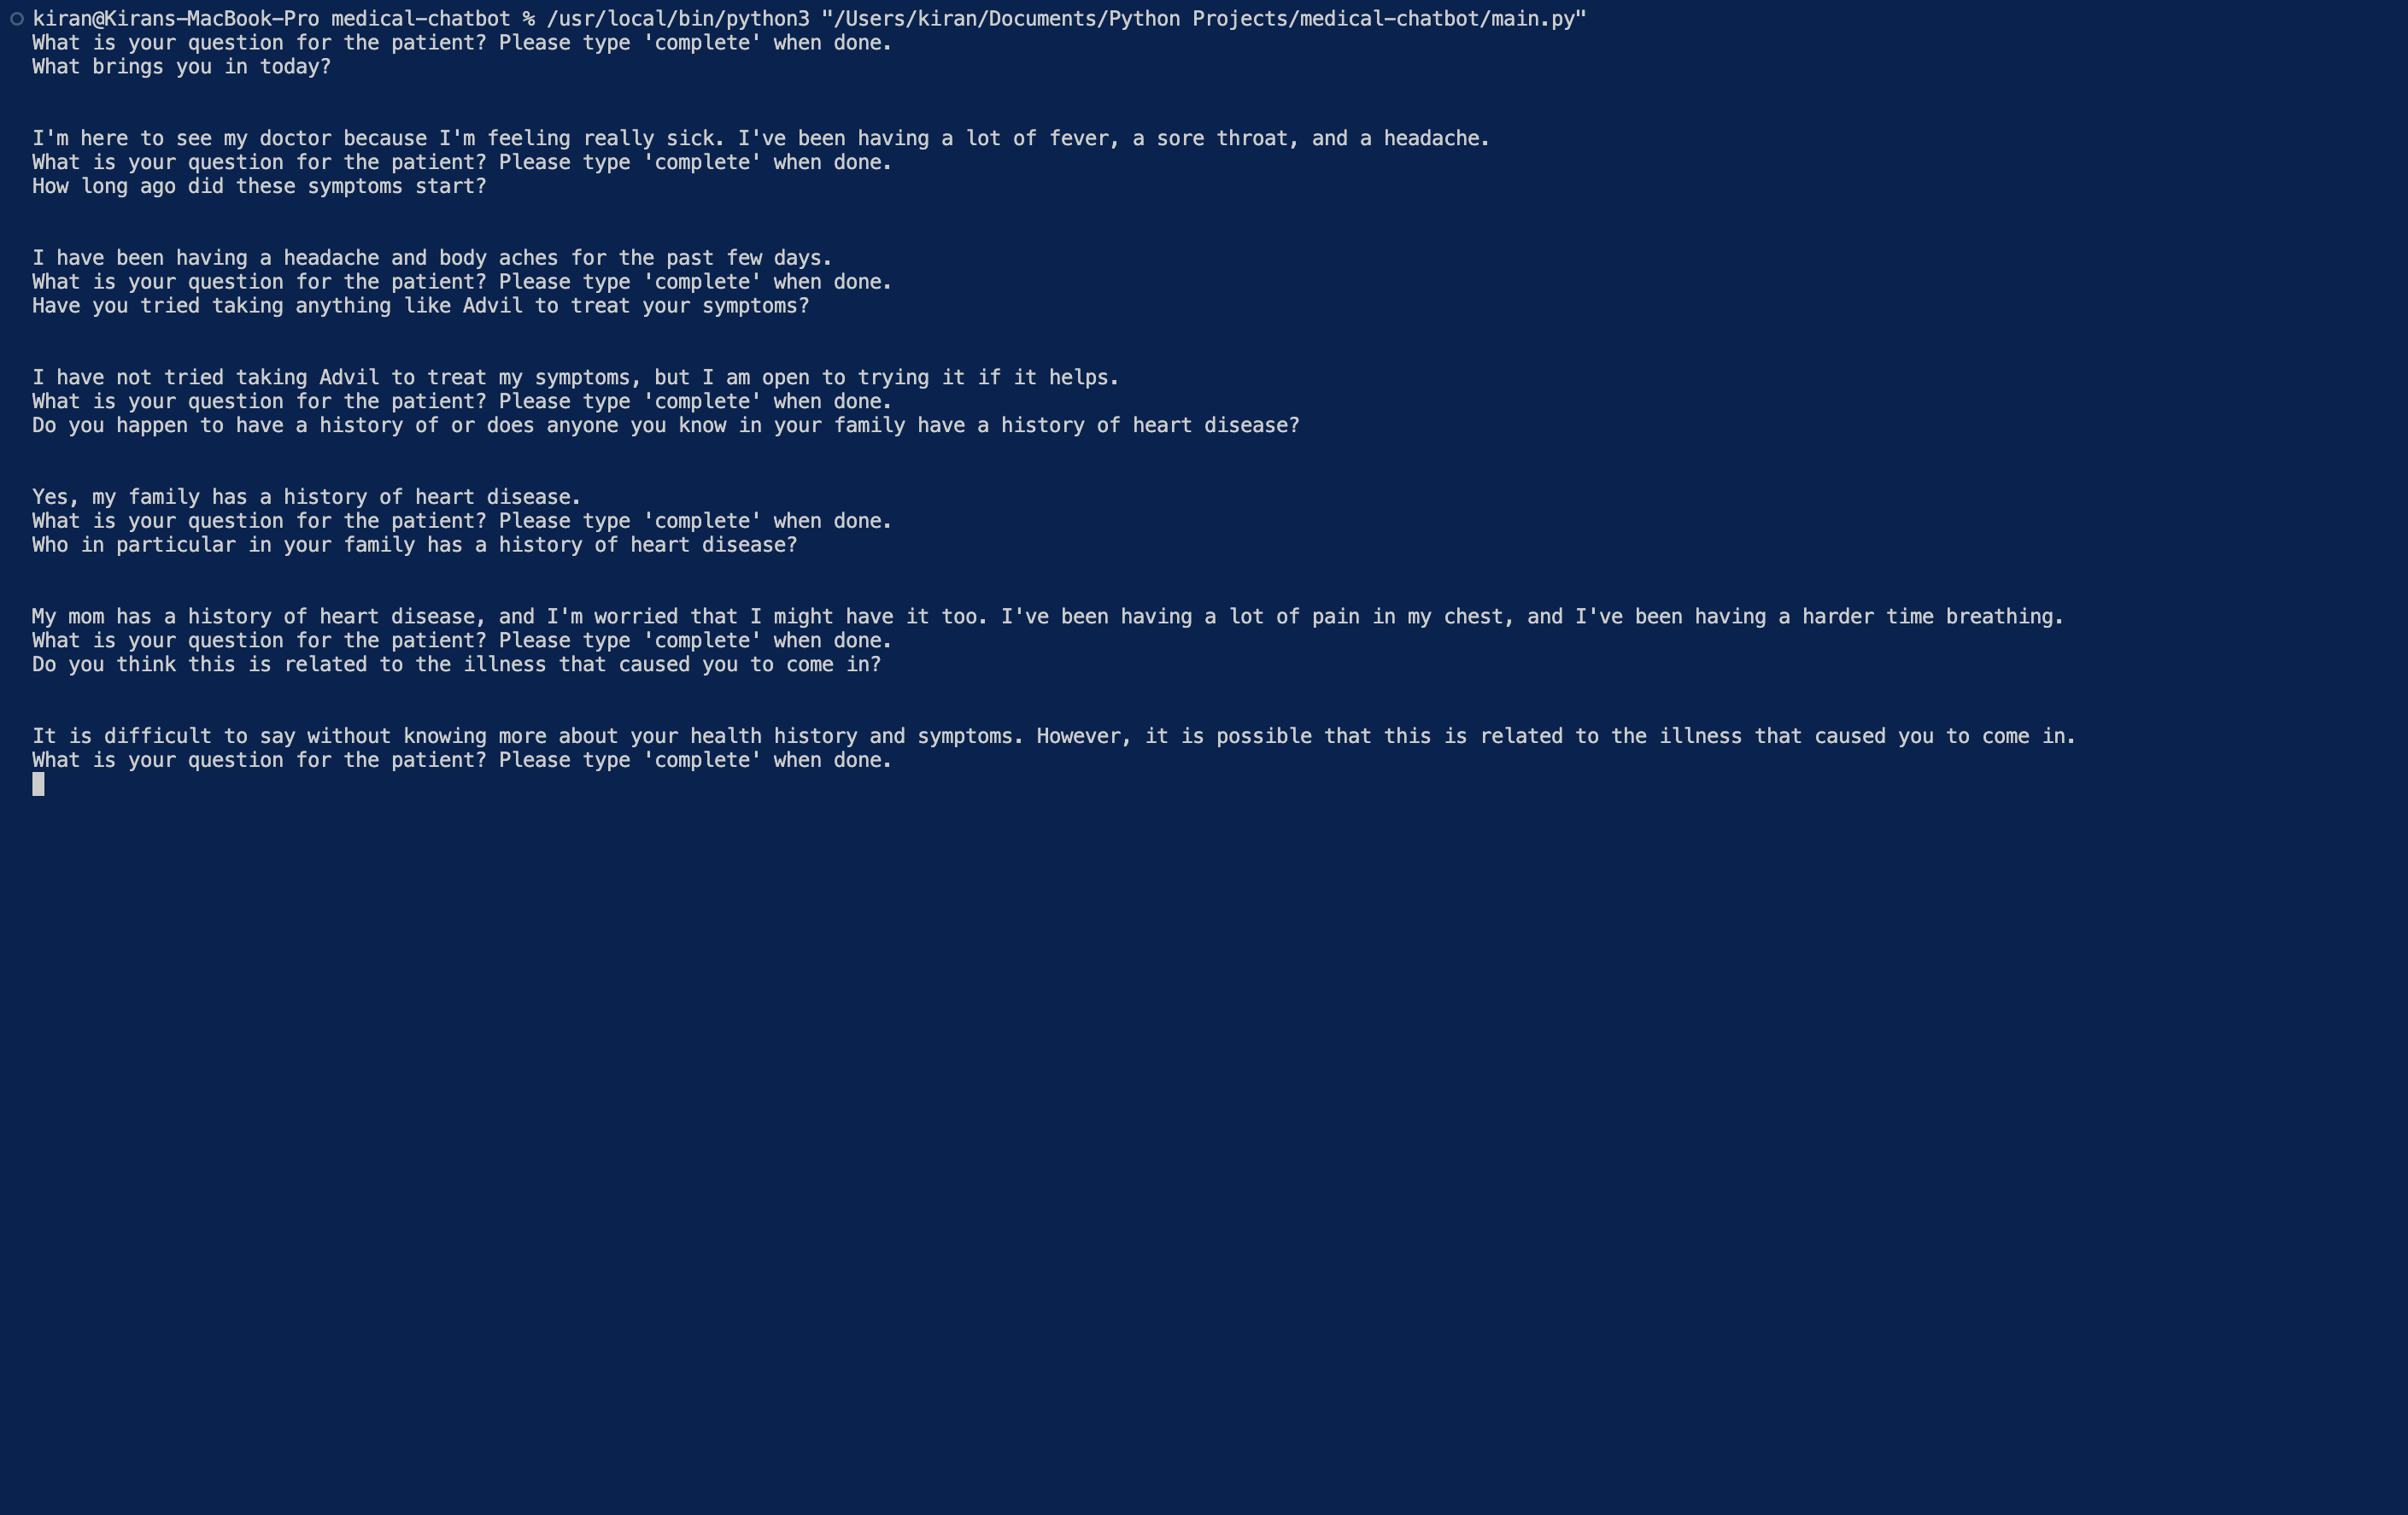 kiran@Kirans-MacBook-Pro medical-chatbot % /usr/local/bin/python3 "/Users/kiran/Documents/Python Projects/medical-chatbot/main.py"
What is your question for the patient? Please type 'complete' when done.
What brings you in today?
I'm here to see my doctor because I'm feeling really sick. I've been having a lot of fever, a sore throat, and a headache.
What is your question for the patient? Please type 'complete' when done.
How long ago did these symptoms start?
I have been having a headache and body aches for the past few days.
What is your question for the patient? Please type 'complete' when done.
Have you tried taking anything like Advil to treat your symptoms?
I have not tried taking Advil to treat my symptoms, but I am open to trying it if it helps.
What is your question for the patient? Please type 'complete' when done.
Do you happen to have a history of or does anyone you know in your family have a history of heart disease?
Yes, my family has a history of heart disease.
What is your question for the patient? Please type 'complete' when done.
Who in particular in your family has a history of heart disease?
My mom has a history of heart disease, and I'm worried that I might have it too. I've been having a lot of pain in my chest, and I've been having a harder time breathing.
What is your question for the patient? Please type 'complete' when done.
Do you think this is related to the illness that caused you to come in?
It is difficult to say without knowing more about your health history and symptoms. However, it is possible that this is related to the illness that caused you to come in.
What is your question for the patient? Please type 'complete' when done.